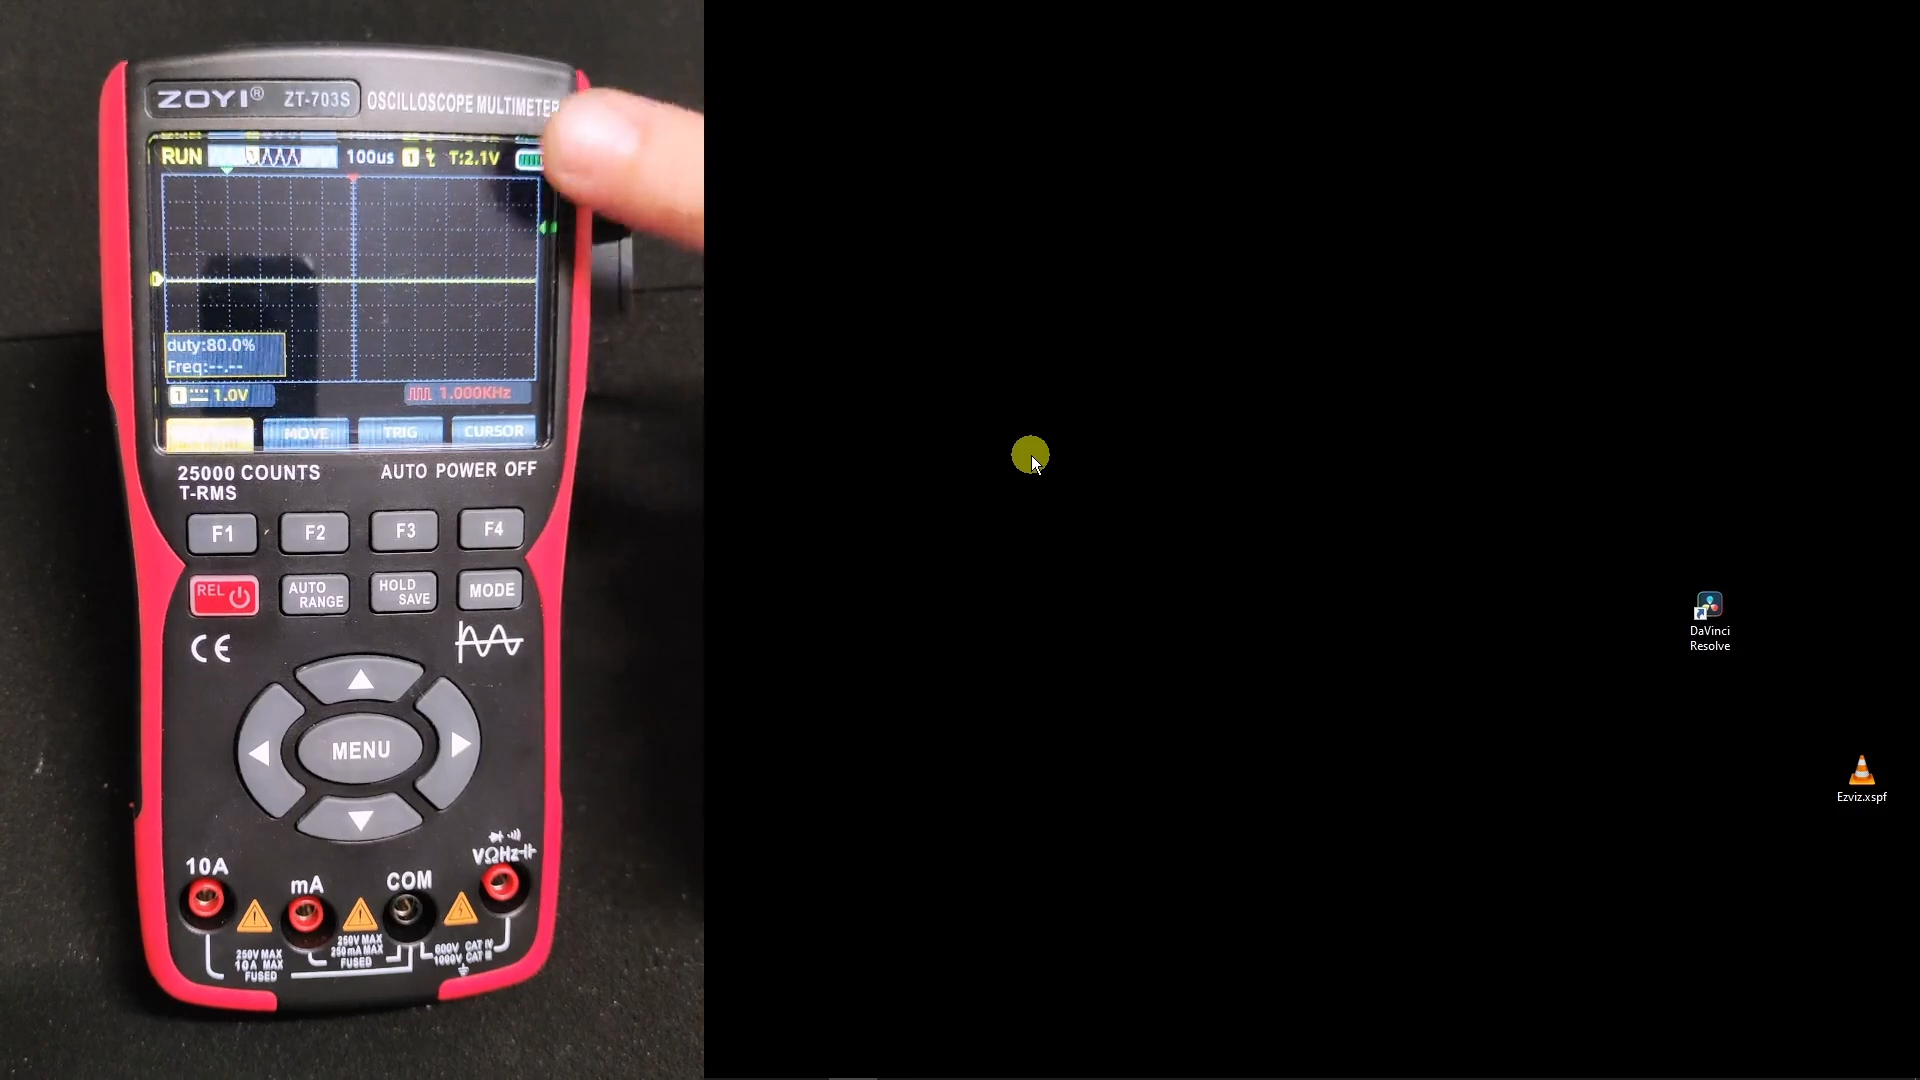 ZOYI® ZT-703S OSCILLOSCOPE MULTIMETER
RUN 100us 1 T:2.1V
duty:80.0%
Freq:--.--
1 1.0V 1.000KHz
MOVE TRIG CURSOR
25000 COUNTS AUTO POWER OFF
T-RMS
F1 F2 F3 F4
REL AUTO RANGE HOLD SAVE MODE
CE
MENU
10A mA COM VΩHz
250V MAX
10A MAX
FUSED
250V MAX
250mA MAX
FUSED
600V CAT IV
1000V CAT III
DaVinci
Resolve
Ezviz.xspf